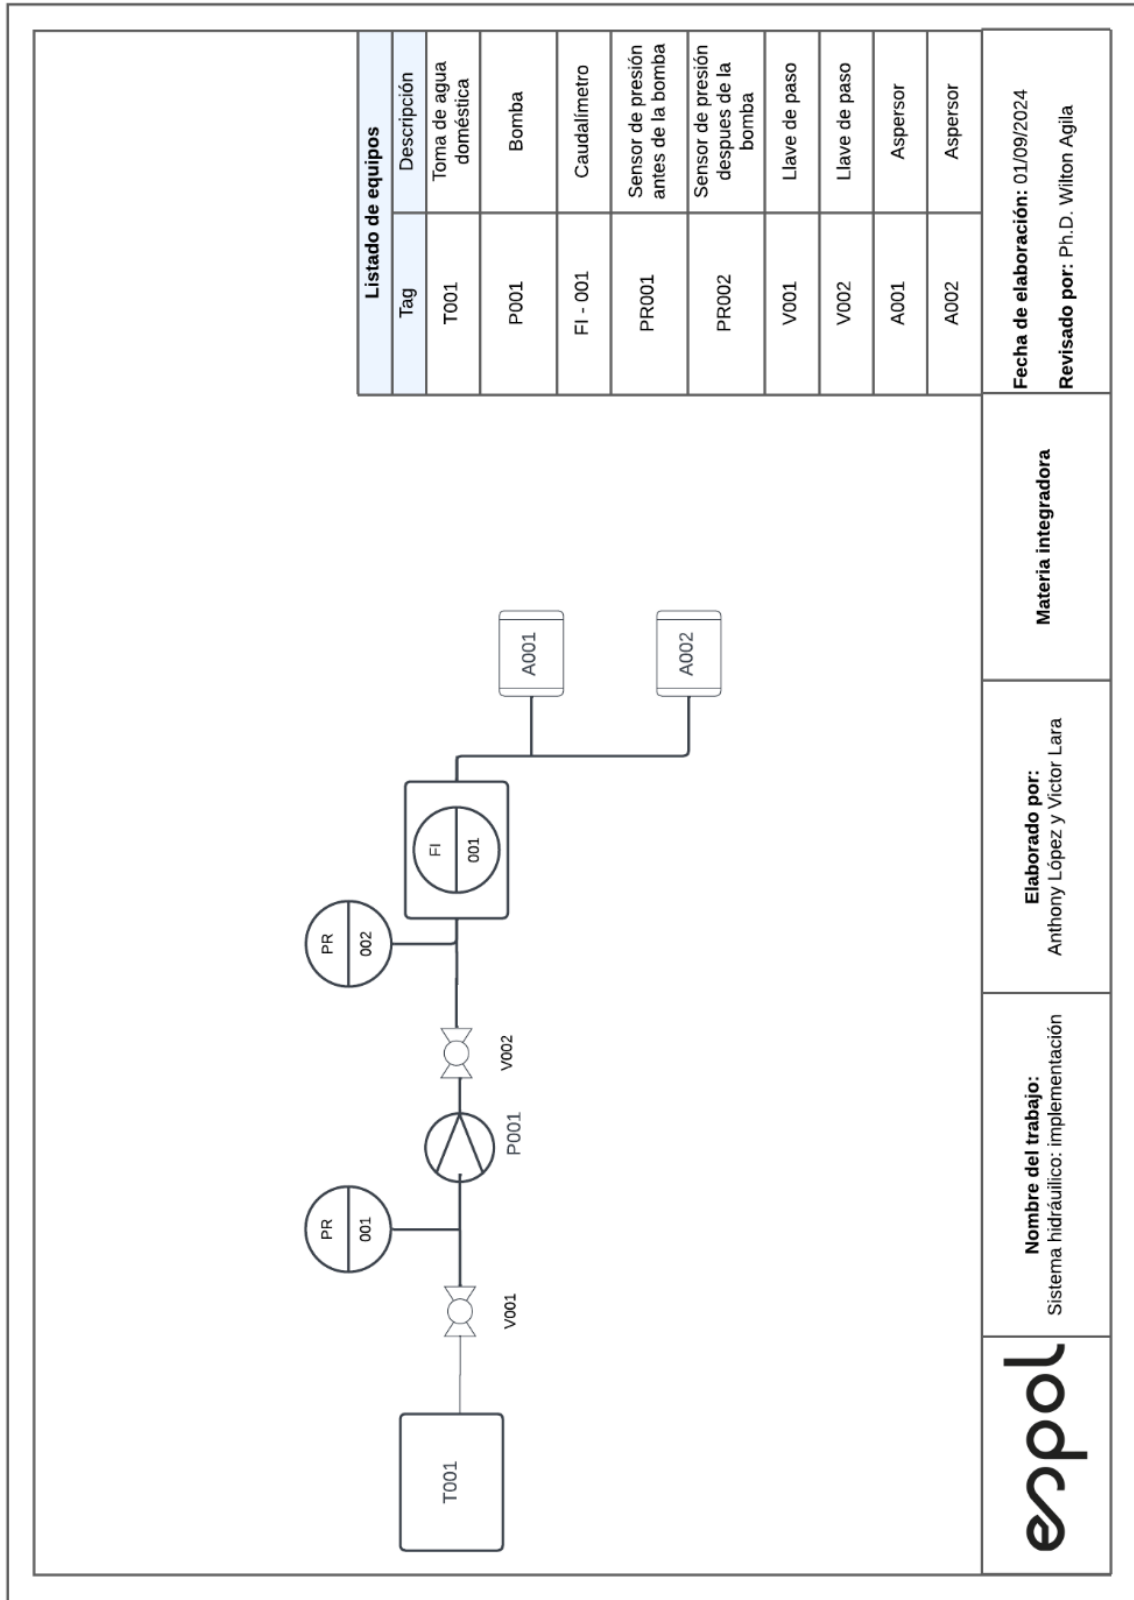 Listado de equipos
Tag Descripción
T001 Toma de agua
doméstica
P001 Bomba
FI - 001 Caudalímetro
PR001 Sensor de presión
antes de la bomba
PR002 Sensor de presión
despues de la
bomba
V001 Llave de paso
V002 Llave de paso
A001 Aspersor
A002 Aspersor
PR
001
PR
002
FI
001
T001
V001
P001
V002
A001
A002
espol
Nombre del trabajo:
Sistema hidráuilico: implementación
Elaborado por:
Anthony López y Victor Lara
Materia integradora
Fecha de elaboración: 01/09/2024
Revisado por: Ph.D. Wilton Agila